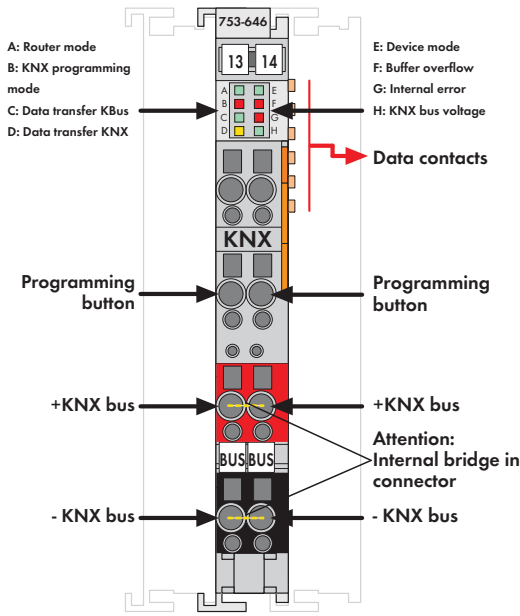 753-646
13 14
A: Router mode
B: KNX programming
mode
C: Data transfer KBus
D: Data transfer KNX
E: Device mode
F: Buffer overflow
G: Internal error
H: KNX bus voltage
A E
B F
C G
D H
Data contacts
KNX
Programming
button
Programming
button
+KNX bus
+KNX bus
Attention:
Internal bridge in
connector
BUS BUS
- KNX bus
- KNX bus